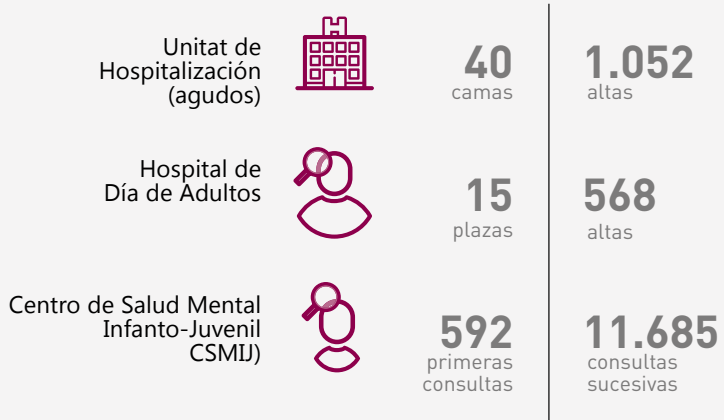 Unitat de
Hospitalización
(agudos)
40
camas
1.052
altas
Hospital de
Día de Adultos
15
plazas
568
altas
Centro de Salud Mental
Infanto-Juvenil
CSMIJ)
592
primeras
consultas
11.685
consultas
sucesivas